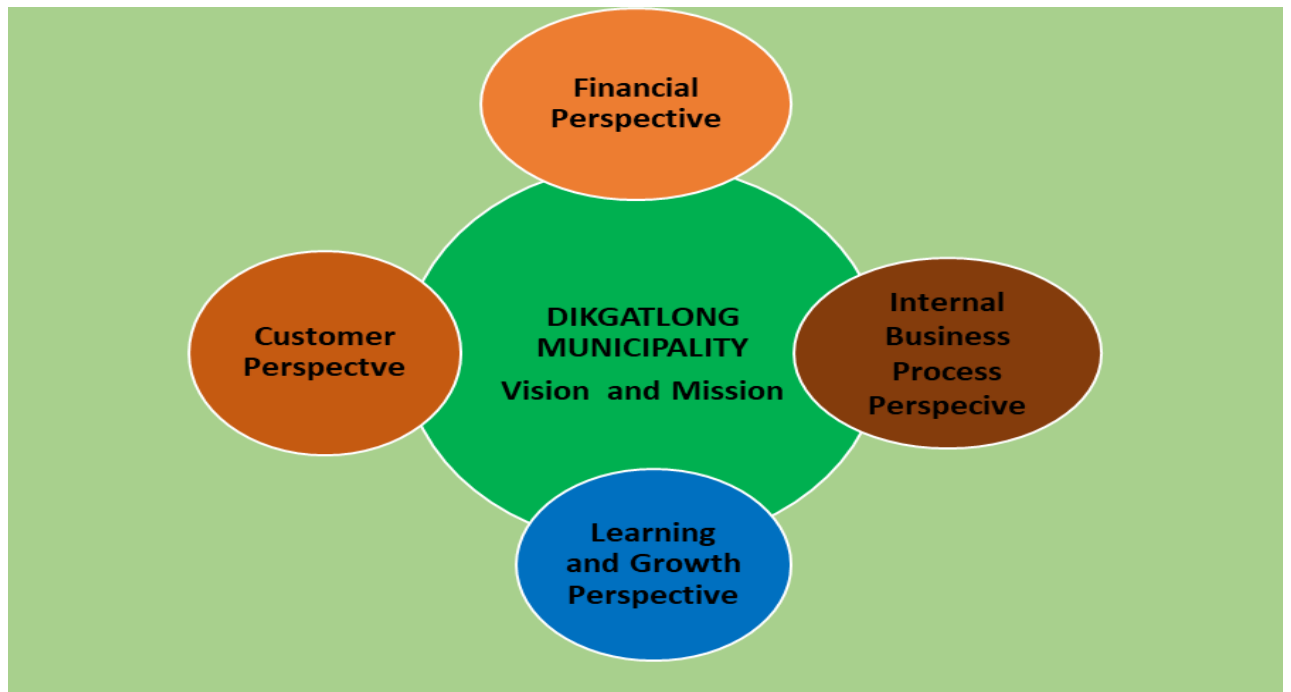 Financial
Perspective
DIKGATLONG
MUNICIPALITY
Vision and Mission
Customer
Perspectve
Internal
Business
Process
Perspecive
Learning
and Growth
Perspective